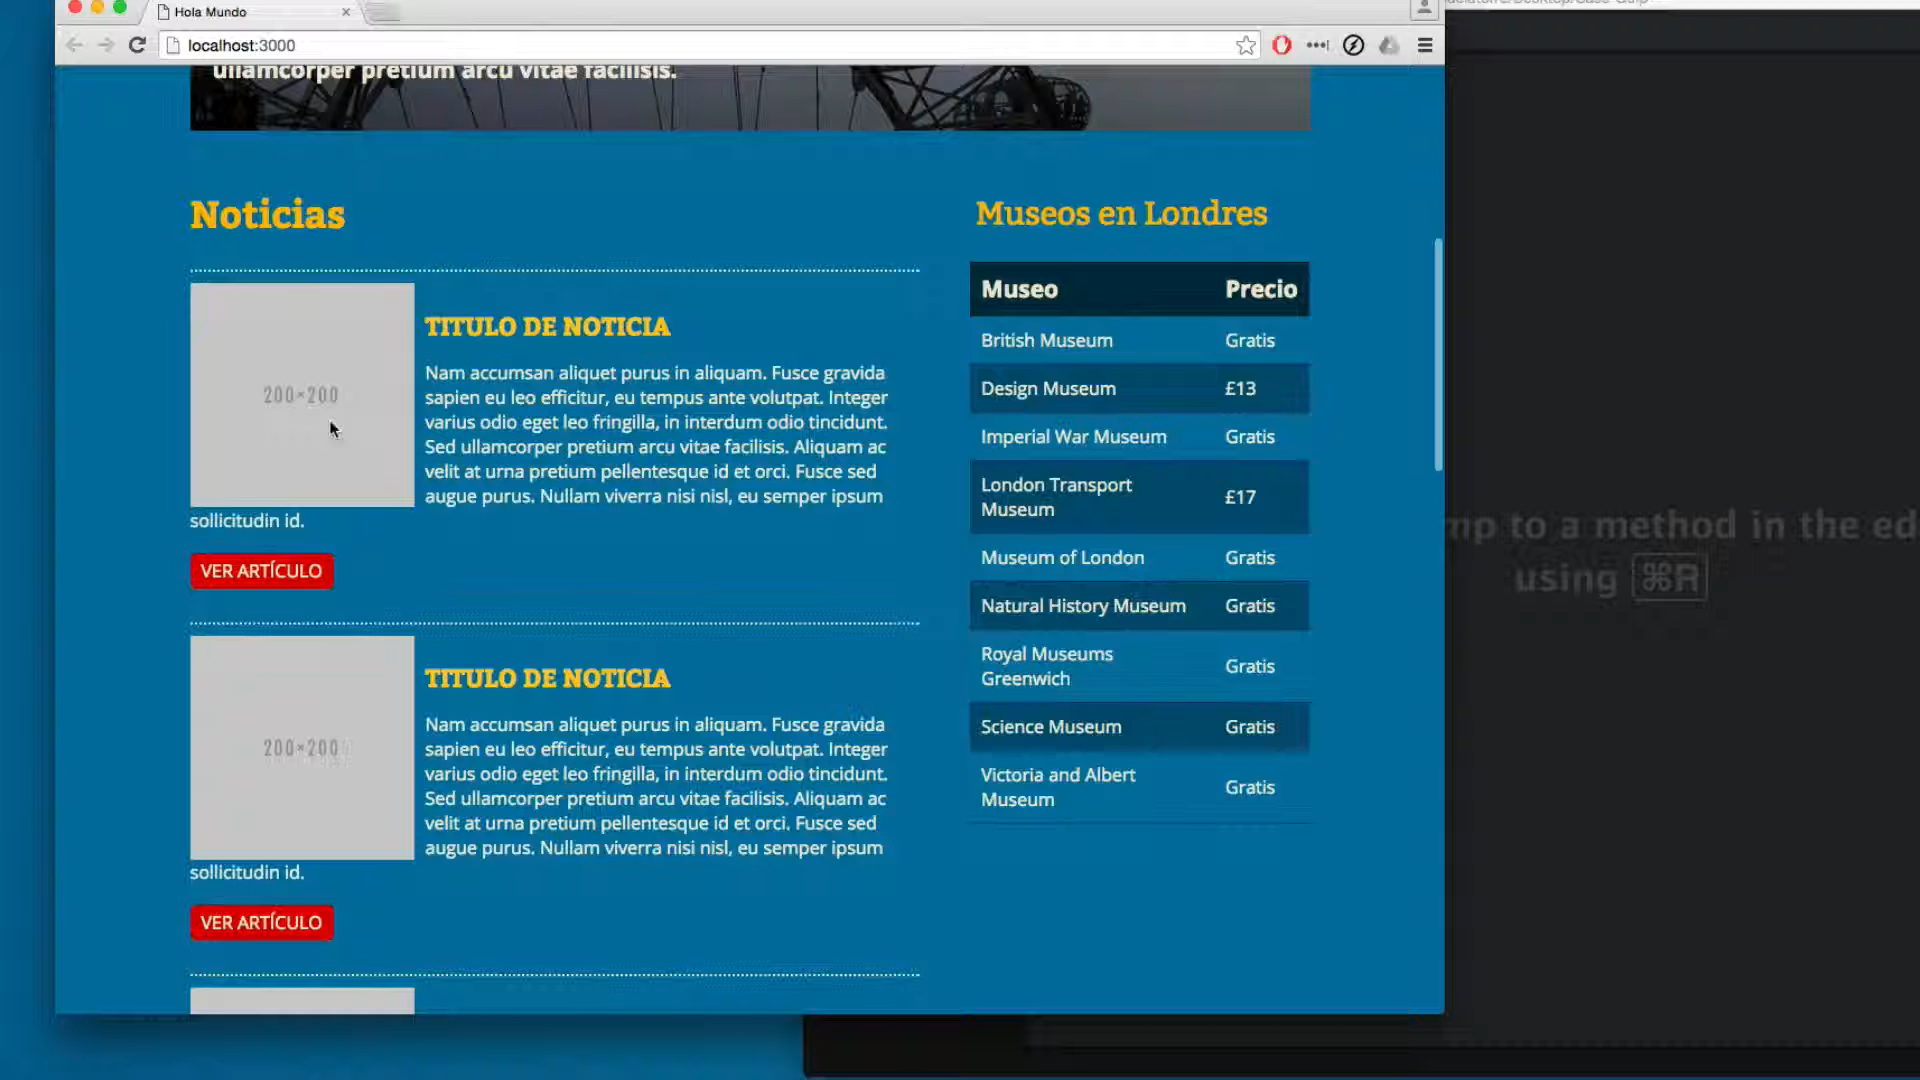 Hola Mundo
localhost:3000
ullamcorper pretium arcu vitae facilisis.
Noticias
TITULO DE NOTICIA
200×200
Nam accumsan aliquet purus in aliquam. Fusce gravida
sapien eu leo efficitur, eu tempus ante volutpat. Integer
varius odio eget leo fringilla, in interdum odio tincidunt.
Sed ullamcorper pretium arcu vitae facilisis. Aliquam ac
velit at urna pretium pellentesque id et orci. Fusce sed
augue purus. Nullam viverra nisi nisl, eu semper ipsum
sollicitudin id.
VER ARTÍCULO
TITULO DE NOTICIA
200×200
Nam accumsan aliquet purus in aliquam. Fusce gravida
sapien eu leo efficitur, eu tempus ante volutpat. Integer
varius odio eget leo fringilla, in interdum odio tincidunt.
Sed ullamcorper pretium arcu vitae facilisis. Aliquam ac
velit at urna pretium pellentesque id et orci. Fusce sed
augue purus. Nullam viverra nisi nisl, eu semper ipsum
sollicitudin id.
VER ARTÍCULO
Museos en Londres
Museo Precio
British Museum Gratis
Design Museum £13
Imperial War Museum Gratis
London Transport
Museum £17
Museum of London Gratis
Natural History Museum Gratis
Royal Museums
Greenwich Gratis
Science Museum Gratis
Victoria and Albert
Museum Gratis
to a method in the
using ⌘R